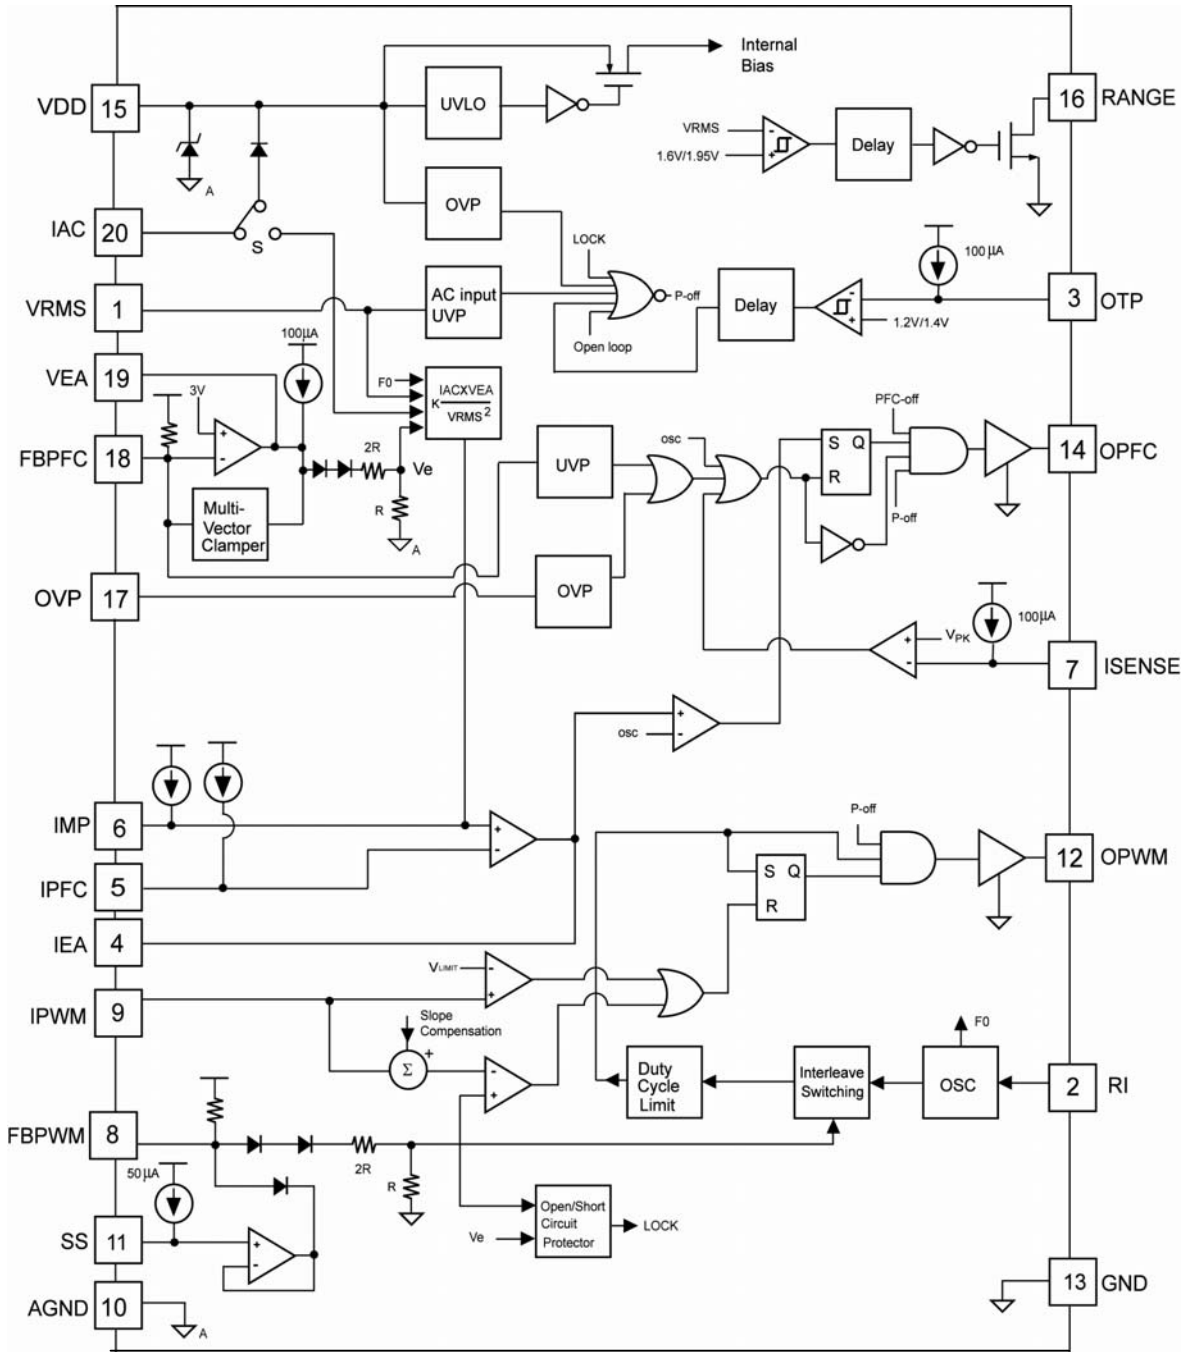 Internal
Bias
VDD
15
UVLO
16
RANGE
VRMS
-
1.6V/1.95V
+
Delay
A
OVP
IAC
20
S
LOCK
100µA
VRMS
1
AC input
UVP
P-off
Delay
-
+
1.2V/1.4V
3
OTP
Open loop
100µA
VEA
19
3V
F0
K
IACXVEA
VRMS 2
PFC-off
FBPFC
18
+
-
2R
Ve
UVP
osc
S
Q
R
14
OPFC
R
A
P-off
Multi-
Vector
Clamper
OVP
17
OVP
100µA
+
VPK
-
7
ISENSE
+
osc
-
IMP
6
+
-
P-off
12
OPWM
IPFC
5
S
Q
R
IEA
4
VLIMIT
-
+
IPWM
9
Slope
Compensation
Σ
+
-
+
F0
Duty
Cycle
Limit
Interleave
Switching
OSC
2
RI
FBPWM
8
2R
R
50µA
SS
11
+
-
Open/Short
Circuit
Protector
LOCK
Ve
AGND
10
A
13
GND